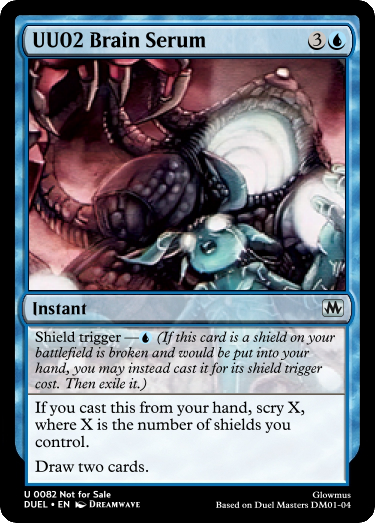 UU02 Brain Serum 3
Instant
Shield trigger — (If this card is a shield on your
battlefield is broken and would be put into your
hand, you may instead cast it for its shield trigger
cost. Then exile it.)
If you cast this from your hand, scry X,
where X is the number of shields you
control.
Draw two cards.
U 0082 Not for Sale
DUEL • EN Dreamwave
Glowmus
Based on Duel Masters DM01-04